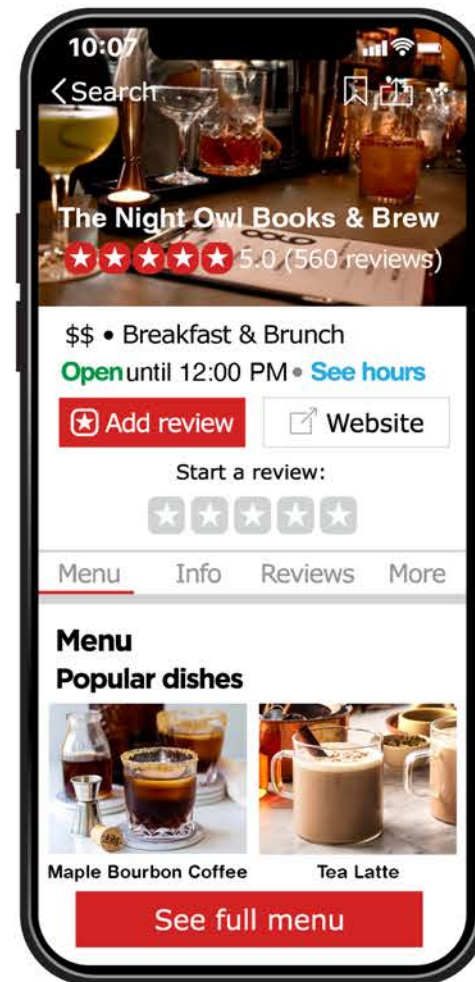 10:07
Search
The Night Owl Books & Brew
5.0 (560 reviews)
$$ • Breakfast & Brunch
Open until 12:00 PM • See hours
Add review
Website
Start a review:
Menu Info Reviews More
Menu
Popular dishes
Maple Bourbon Coffee
Tea Latte
See full menu